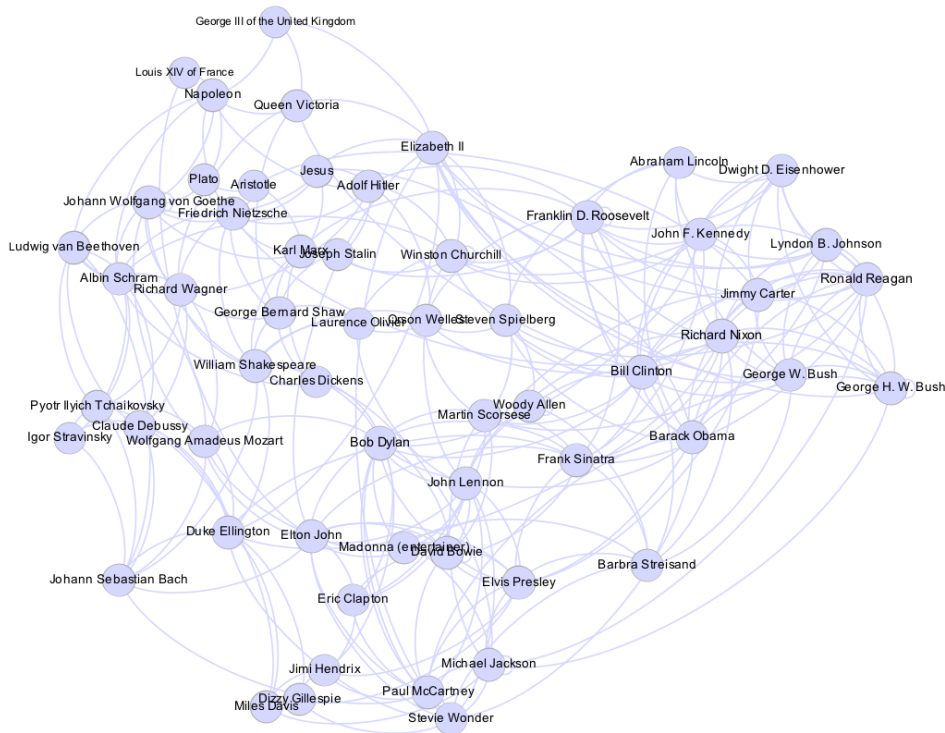 George III of the United Kingdom
Louis XIV of France
Napoleon
Queen Victoria
Elizabeth II
Abraham Lincoln
Dwight D. Eisenhower
Jesus
Plato
Aristotle
Adolf Hitler
Johann Wolfgang von Goethe
Friedrich Nietzsche
Franklin D. Roosevelt
John F. Kennedy
Lyndon B. Johnson
Ludwig van Beethoven
Karl Marx
Joseph Stalin
Winston Churchill
Albin Schram
Richard Wagner
Ronald Reagan
Jimmy Carter
George Bernard Shaw
Laurence Olivier
Orson Welles
Steven Spielberg
Richard Nixon
William Shakespeare
Charles Dickens
Bill Clinton
George W. Bush
George H. W. Bush
Pyotr Ilyich Tchaikovsky
Claude Debussy
Woody Allen
Martin Scorsese
Igor Stravinsky
Wolfgang Amadeus Mozart
Bob Dylan
Barack Obama
Frank Sinatra
John Lennon
Duke Ellington
Elton John
Madonna (entertainer)
David Bowie
Johann Sebastian Bach
Elvis Presley
Barbra Streisand
Eric Clapton
Michael Jackson
Jimi Hendrix
Paul McCartney
Dizzy Gillespie
Miles Davis
Stevie Wonder